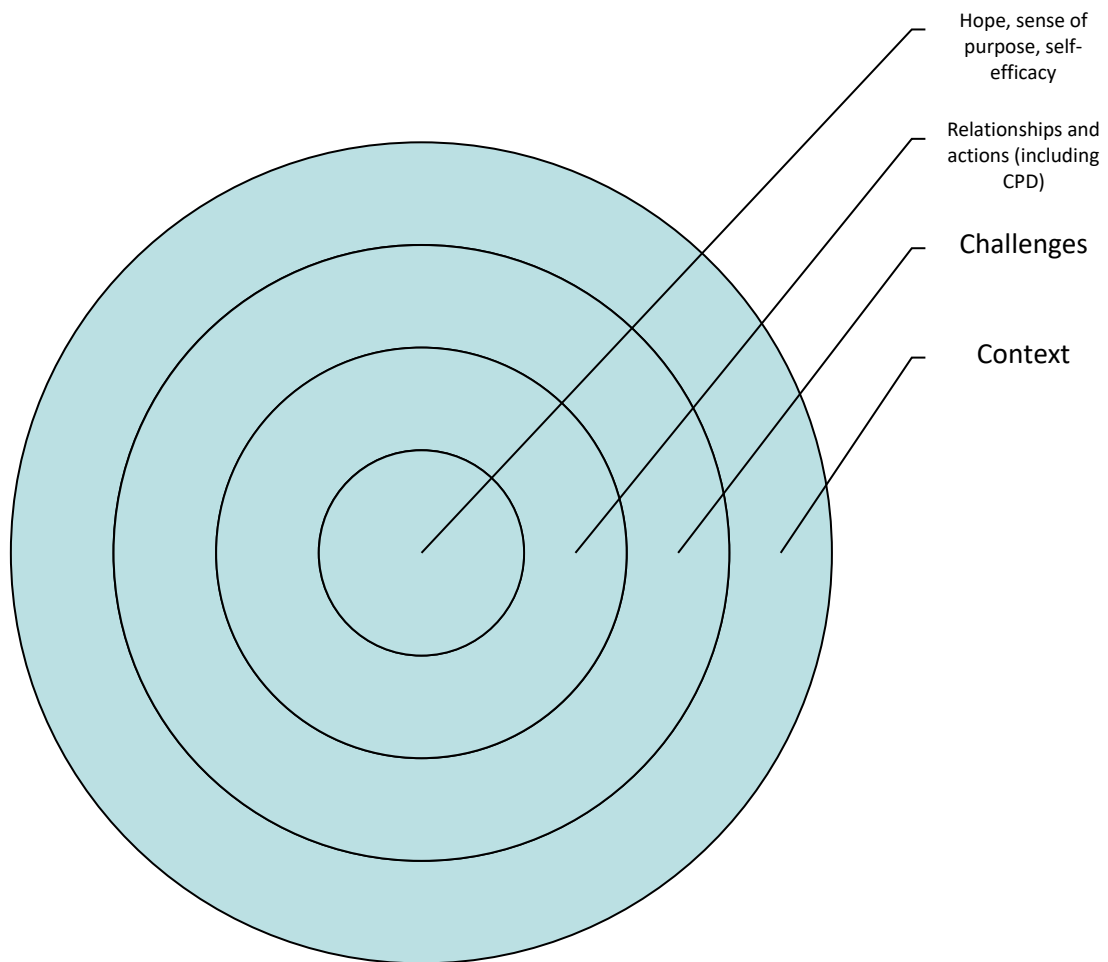 Hope, sense of
purpose, self-
efficacy
Relationships and
actions (including
CPD)
Challenges
Context